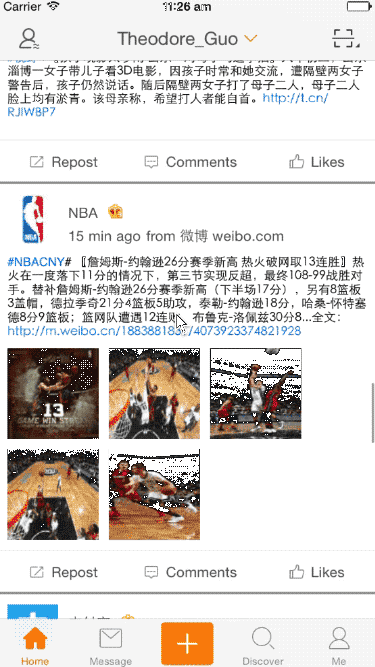 Carrier 11:26 am
Theodore_Guo
淄博一女子带儿子看3D电影，因孩子时常和她交流，遭隔壁两女子
警告后，孩子仍然说话。随后隔壁两女子打了母子二人，母子二人
脸上均有淤青。该母亲称，希望打人者能自首。http://t.cn/
RJIWBP7
Repost Comments Likes
NBA
15 min ago from 微博 weibo.com
#NBACNY# 〖詹姆斯-约翰逊26分赛季新高 热火破网取13连胜〗热
火在一度落下11分的情况下，第三节实现反超，最终108-99战胜对
手。替补詹姆斯-约翰逊26分赛季新高（下半场17分），另有8篮板
3盖帽，德拉季奇21分4篮板5助攻，泰勒-约翰逊18分，哈桑-怀特塞
德8分9篮板；篮网队遭遇12连败，布鲁克-洛佩兹30分8...全文：
http://m.weibo.cn/1883881851/4073923374821928
13
GAME WIN STREAK
Repost Comments Likes
Home Message Discover Me